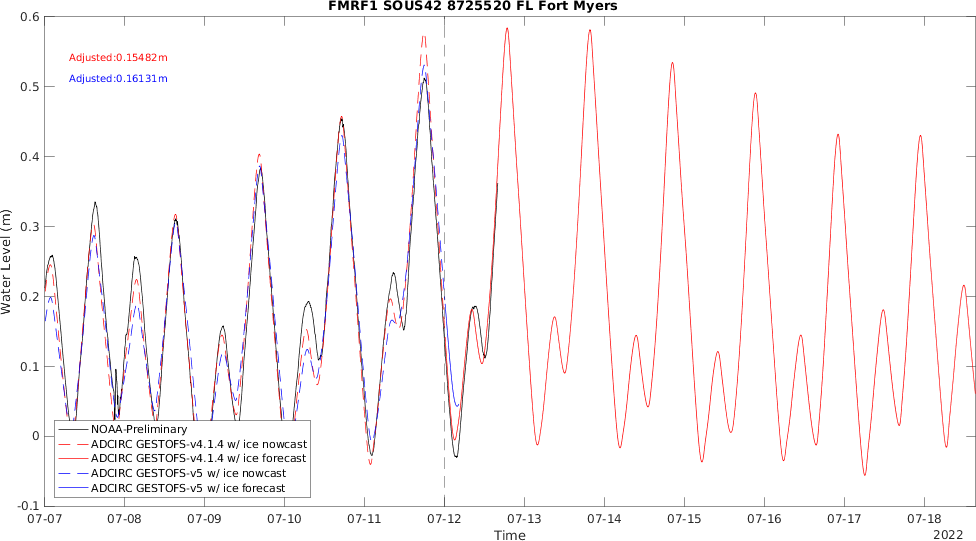 FMRF1 SOUS42 8725520 FL Fort Myers
0.6
0.5
0.4
0.3
0.2
0.1
0
-0.1
Water Level (m)
Adjusted:0.15482m
Adjusted:0.16131m
NOAA-Preliminary
ADCIRC GESTOFS-v4.1.4 w/ ice nowcast
ADCIRC GESTOFS-v4.1.4 w/ ice forecast
ADCIRC GESTOFS-v5 w/ ice nowcast
ADCIRC GESTOFS-v5 w/ ice forecast
07-07 07-08 07-09 07-10 07-11 07-12 07-13 07-14 07-15 07-16 07-17 07-18
Time
2022